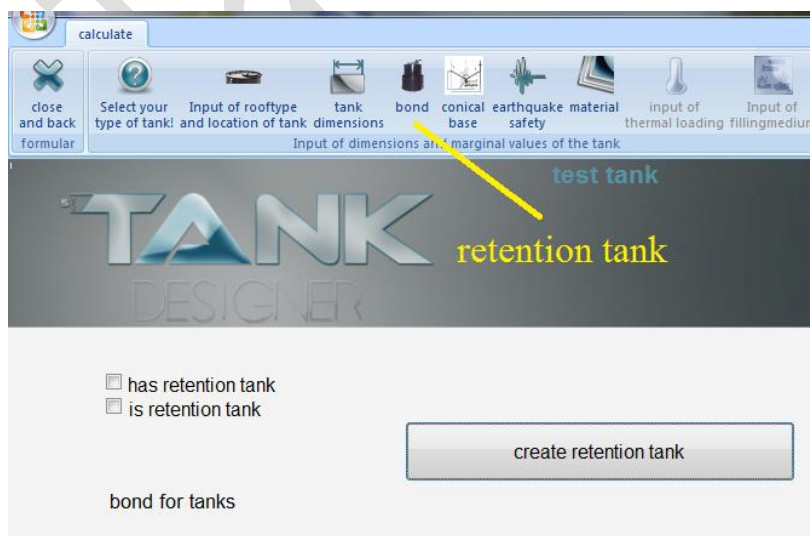 calculate
close
and back
Select your
type of tank!
Input of rooftype
and location of tank
tank
dimensions
bond
conical
base
earthquake
safety
material
input of
thermal loading
Input of
fillingmedium
formular
Input of dimensions and marginal values of the tank
test tank
TANK
DESIGNER
retention tank
has retention tank
is retention tank
create retention tank
bond for tanks